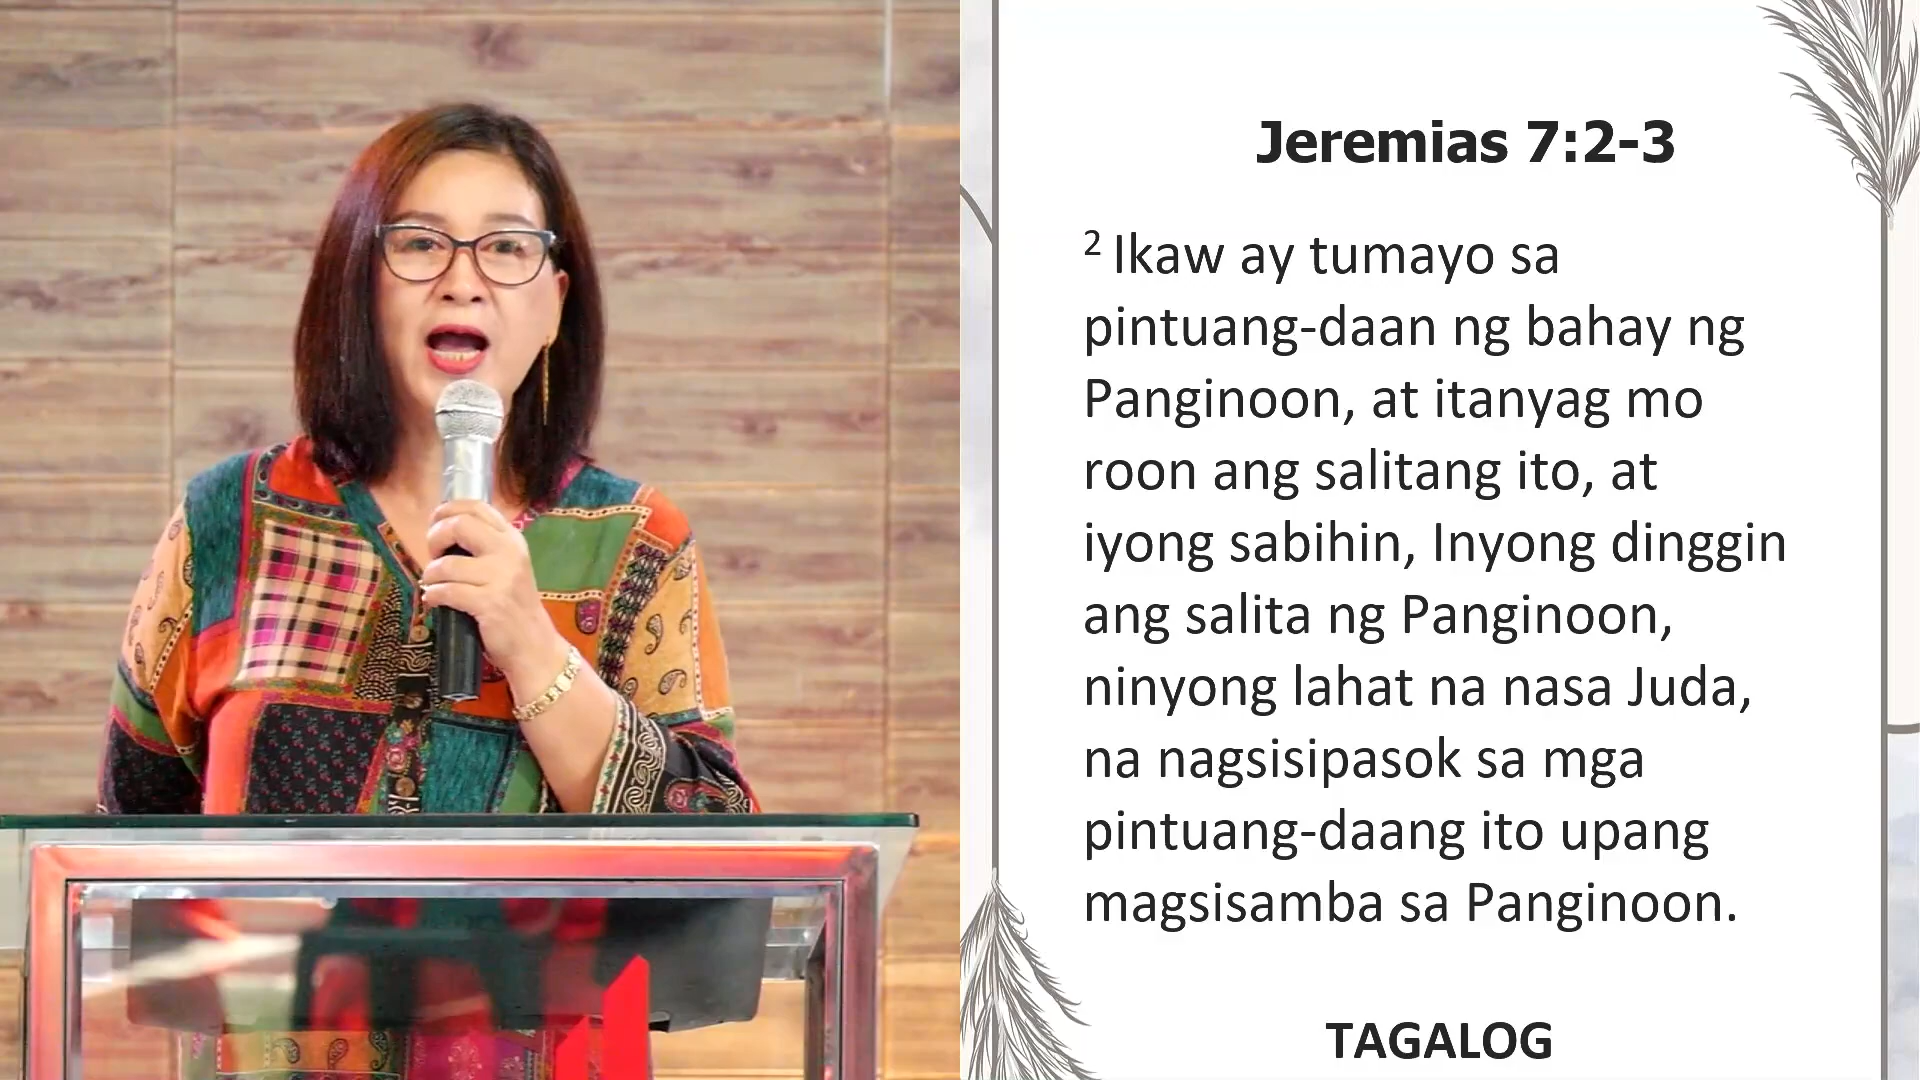 Jeremias 7:2-3
2 Ikaw ay tumayo sa
pintuang-daan ng bahay ng
Panginoon, at itanyag mo
roon ang salitang ito, at
iyong sabihin, Inyong dinggin
ang salita ng Panginoon,
ninyong lahat na nasa Juda,
na nagsisipasok sa mga
pintuang-daang ito upang
magsisamba sa Panginoon.
TAGALOG